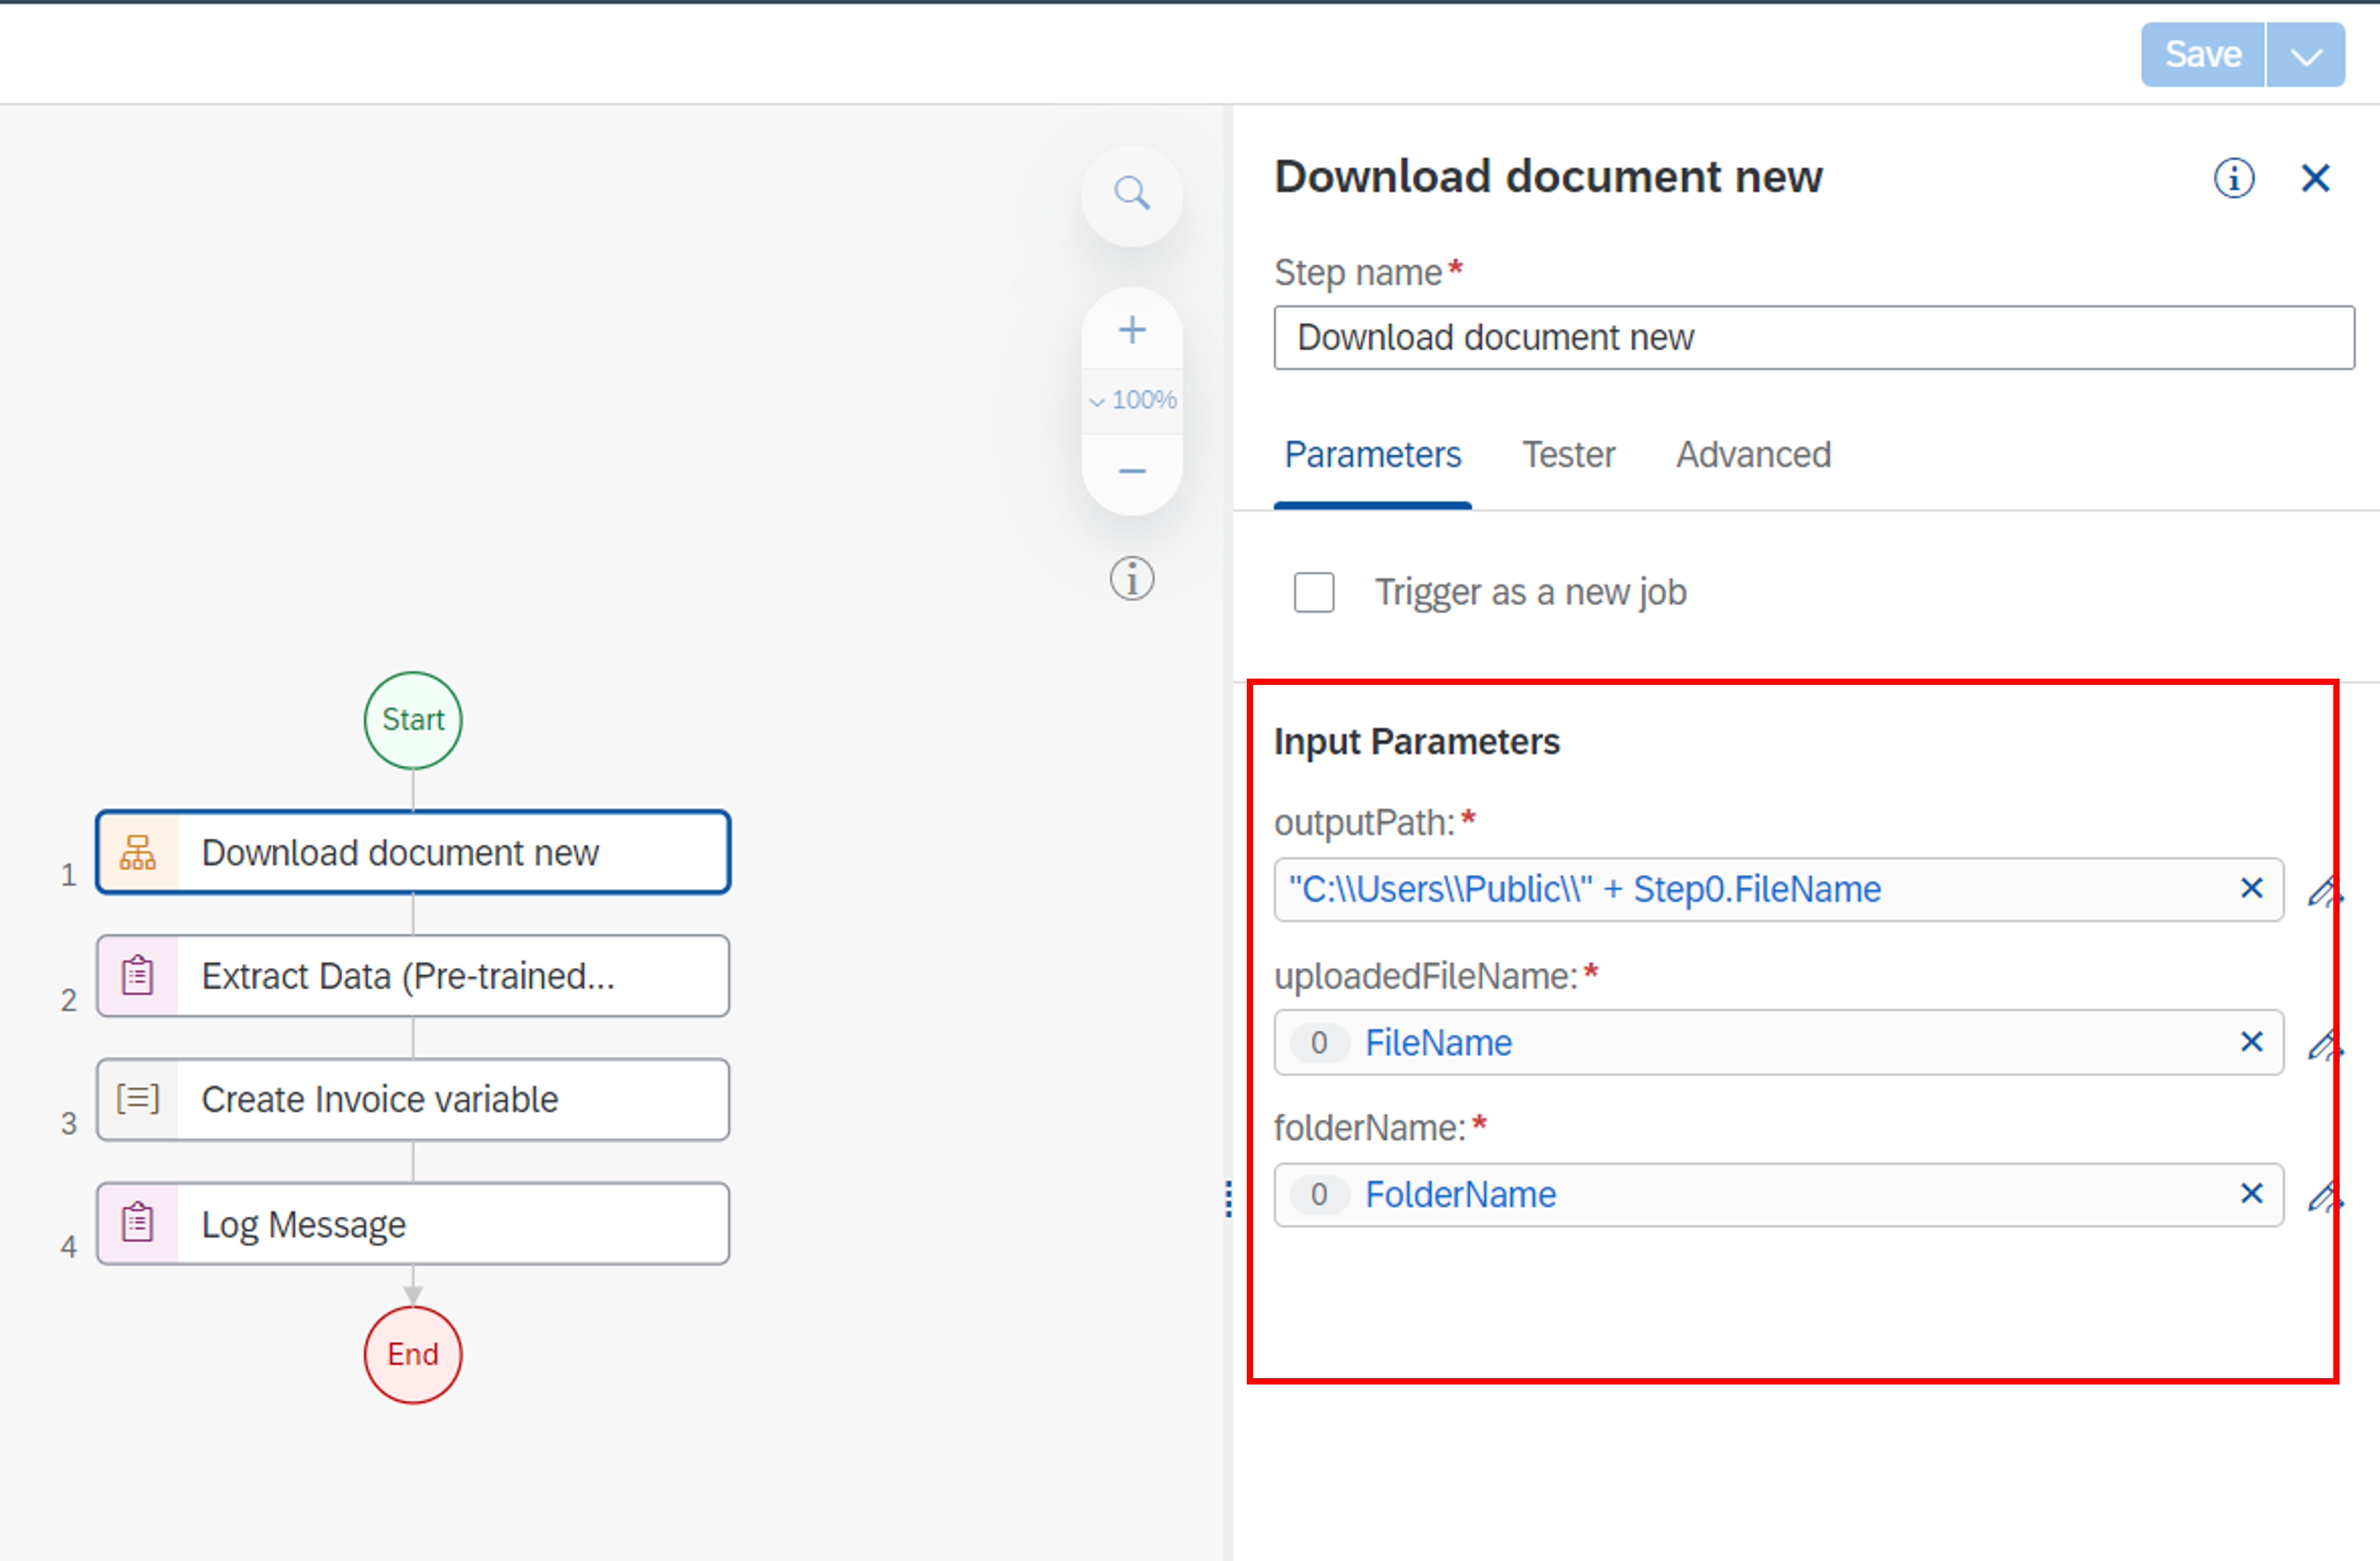 Save
Download document new
Step name*
Download document new
100%
Parameters Tester Advanced
Trigger as a new job
Start
1 Download document new
2 Extract Data (Pre-trained...
3 Create Invoice variable
4 Log Message
End
Input Parameters
outputPath:*
"C:\\Users\\Public\\" + Step0.FileName
uploadedFileName:*
0 FileName
folderName:*
0 FolderName